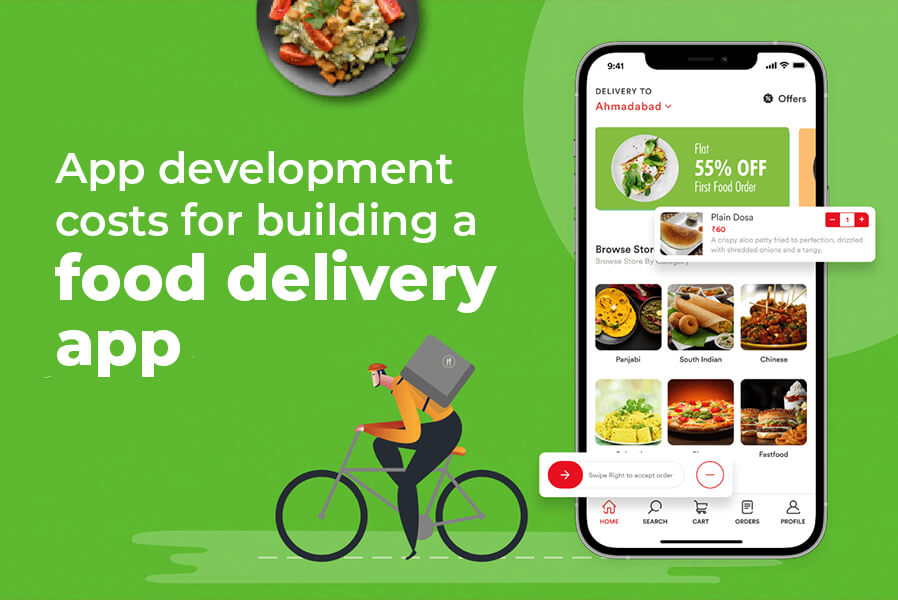 App development
costs for building a
food delivery
app
9:41
DELIVERY TO
Ahmadabad
Offers
Flat
55% OFF
First Food Order
Plain Dosa
₹60
A crispy aloo patty fried to perfection, drizzled
with shredded onions and a tangy,
1
Browse Stor
Browse Store By Category
Panjabi
South Indian
Chinese
Fastfood
Swipe Right to accept order
HOME
SEARCH
CART
ORDERS
PROFILE